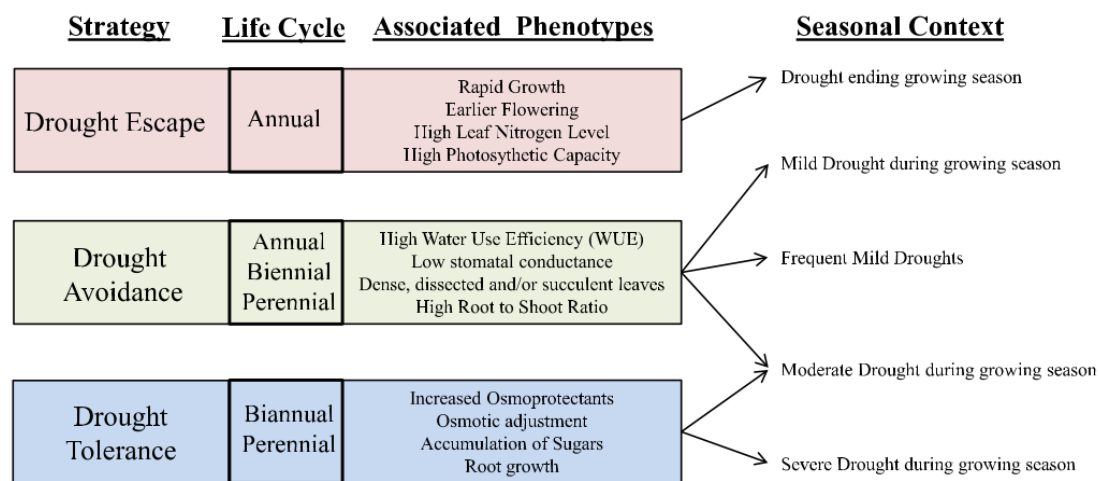 Strategy Life Cycle Associated Phenotypes Seasonal Context
Drought Escape
Annual
Rapid Growth
Earlier Flowering
High Leaf Nitrogen Level
High Photosythetic Capacity
Drought ending growing season
Mild Drought during growing season
Drought
Avoidance
Annual
Biennial
Perennial
High Water Use Efficiency (WUE)
Low stomatal conductance
Dense, dissected and/or succulent leaves
High Root to Shoot Ratio
Frequent Mild Droughts
Moderate Drought during growing season
Drought
Tolerance
Biannual
Perennial
Increased Osmoprotectants
Osmotic adjustment
Accumulation of Sugars
Root growth
Severe Drought during growing season